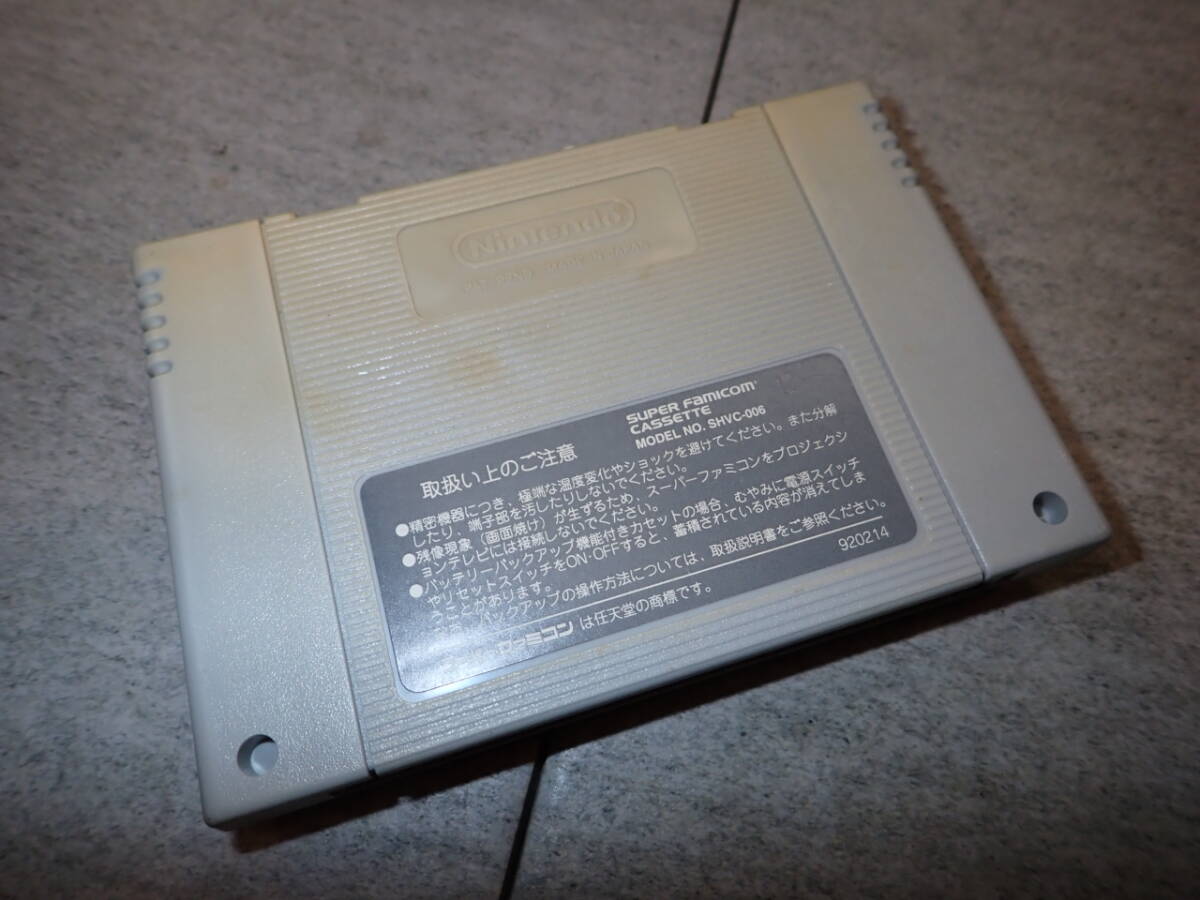 Nintendo
MADE IN JAPAN
SUPER FAMICOM
CASSETTE
MODEL NO. SHVC-006
取扱い上のご注意
●精密機器につき、極端な温度変化やショックを避けてください。また分解
したり、端子部を汚したりしないでください。
●残像現象(画面焼け)が生ずるため、スーパーファミコンをプロジェクシ
ョンテレビには接続しないでください。
●バッテリーバックアップ機能付きカセットの場合、むやみに電源スイッチ
やリセットスイッチをON・OFFすると、蓄積されている内容が消えてしま
うことがあります。
バックアップの操作方法については、取扱説明書をご参照ください。
ファミコンは任天堂の商標です。
920214